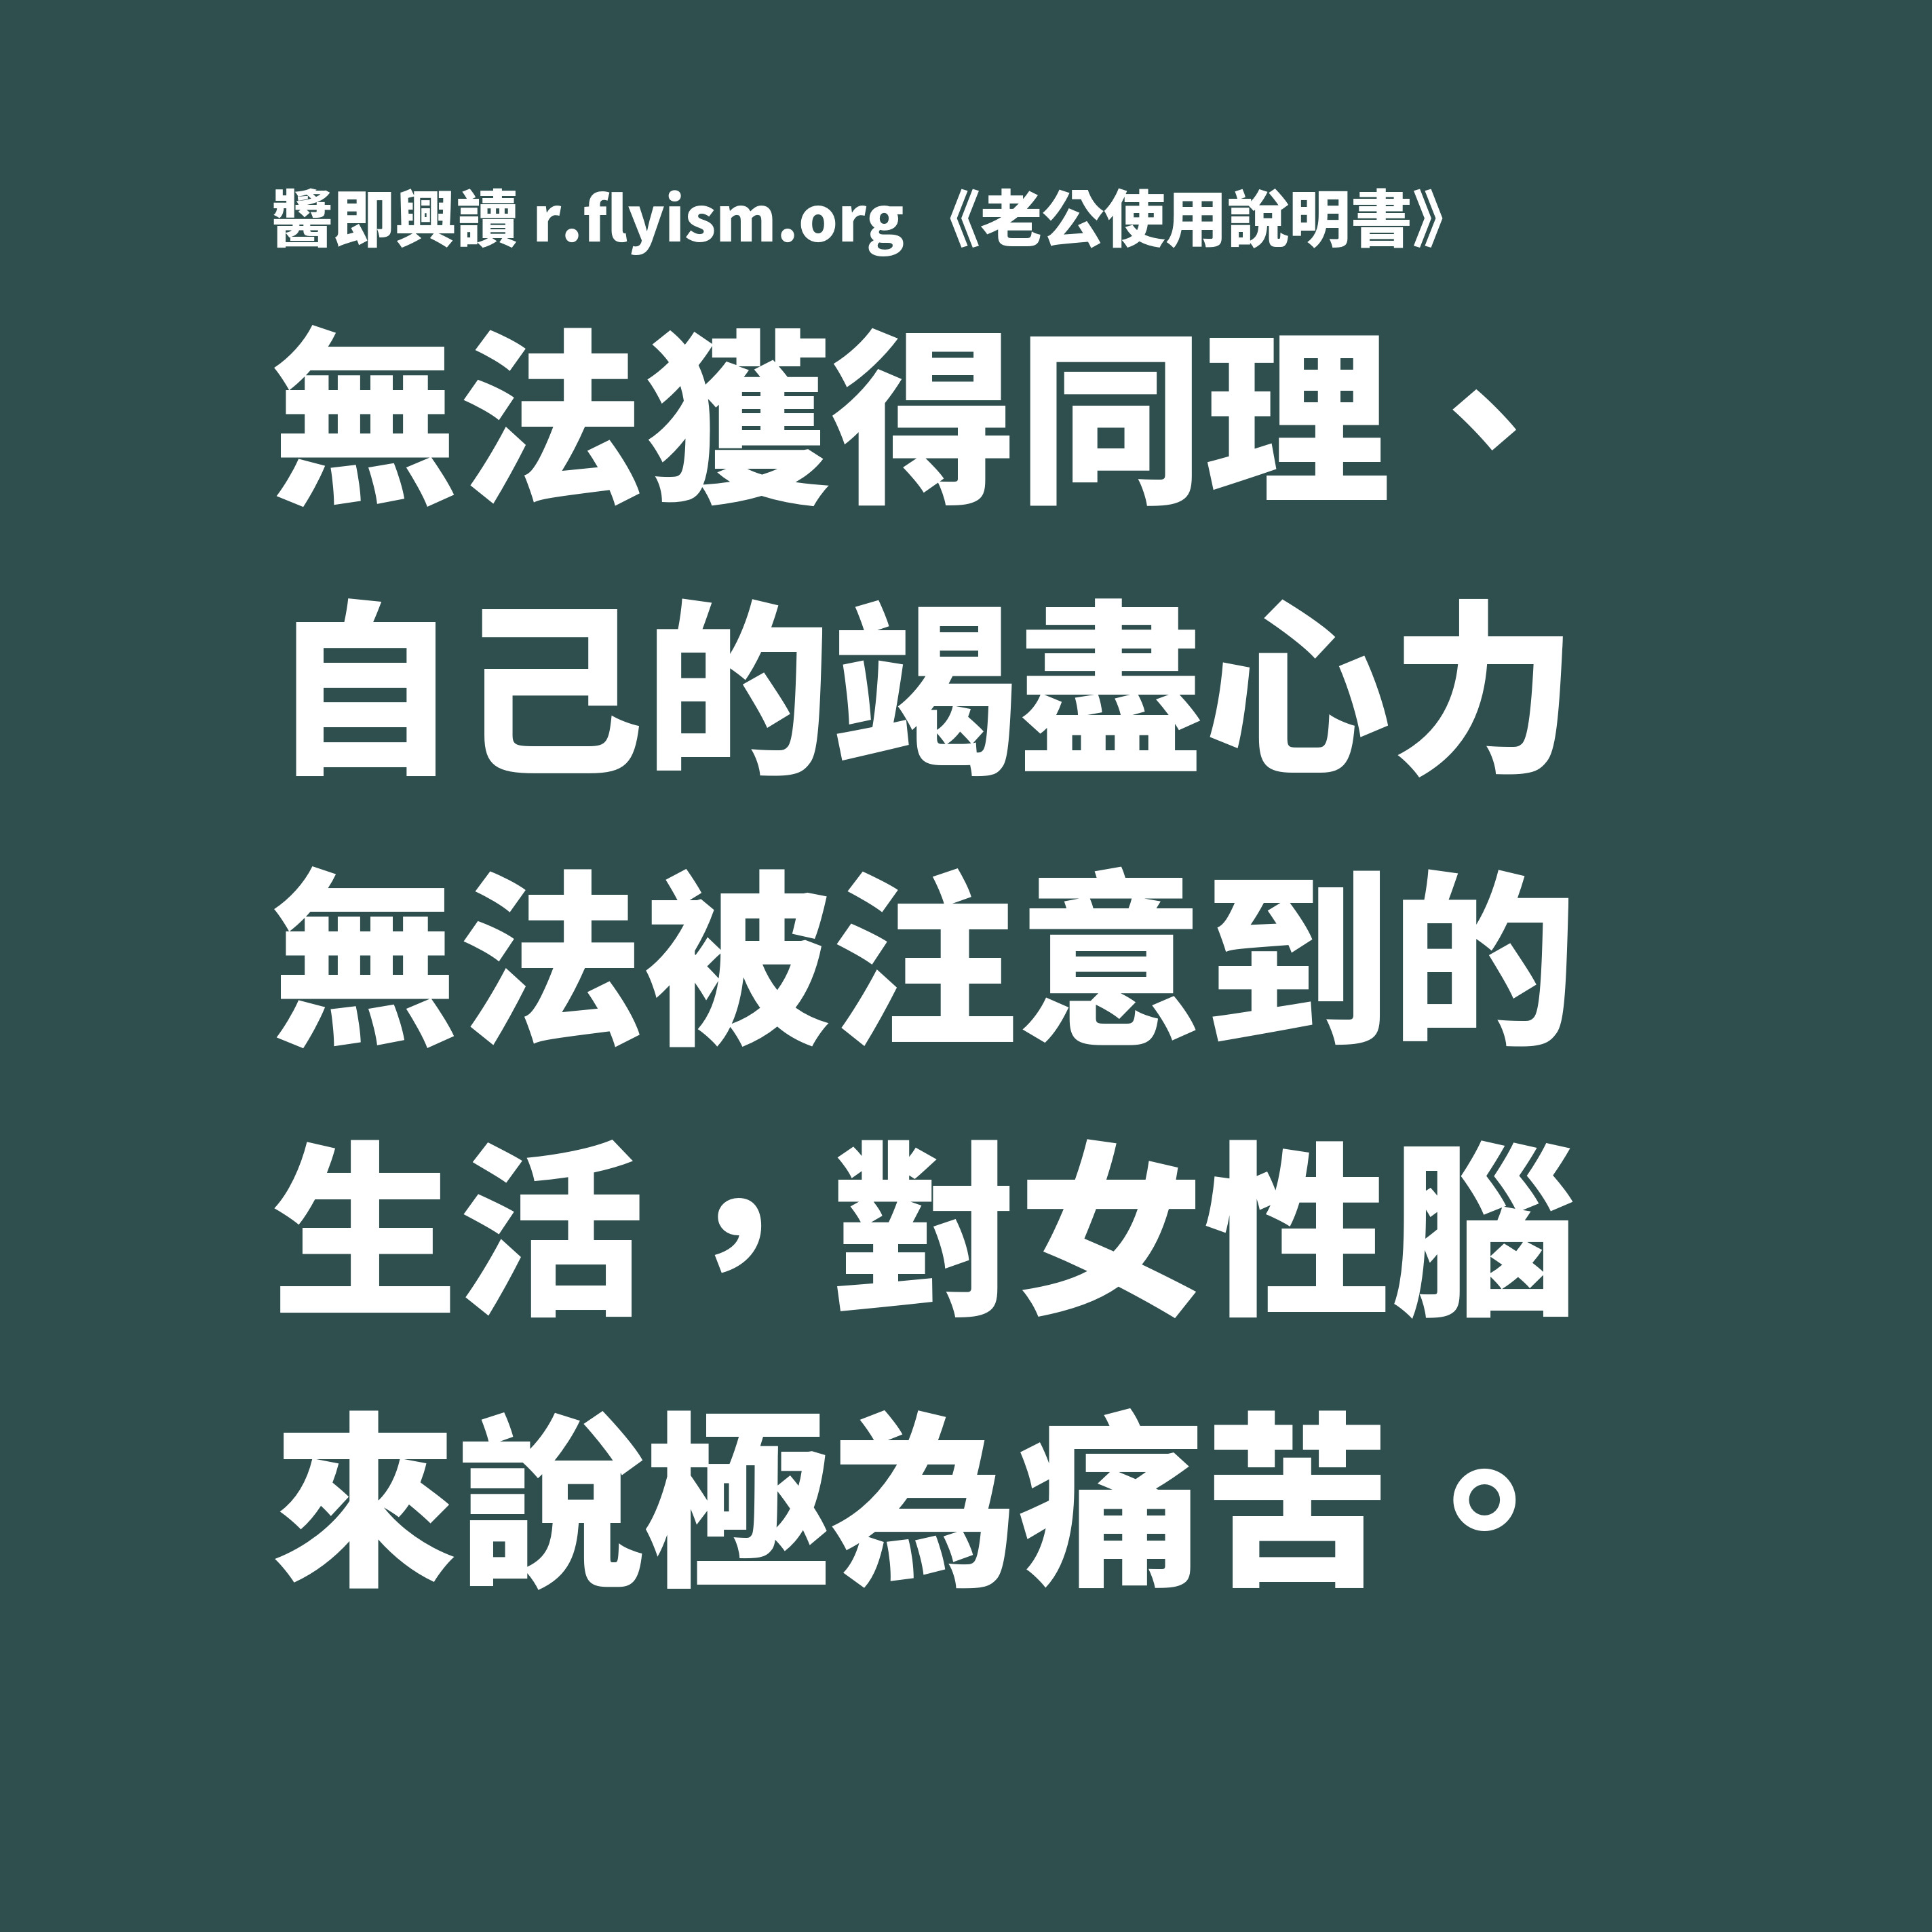 醫即興讀 r.flyism.org 《老公使用說明書》
無法獲得同理、
自己的竭盡心力
無法被注意到的
生活，對女性腦
來說極為痛苦。